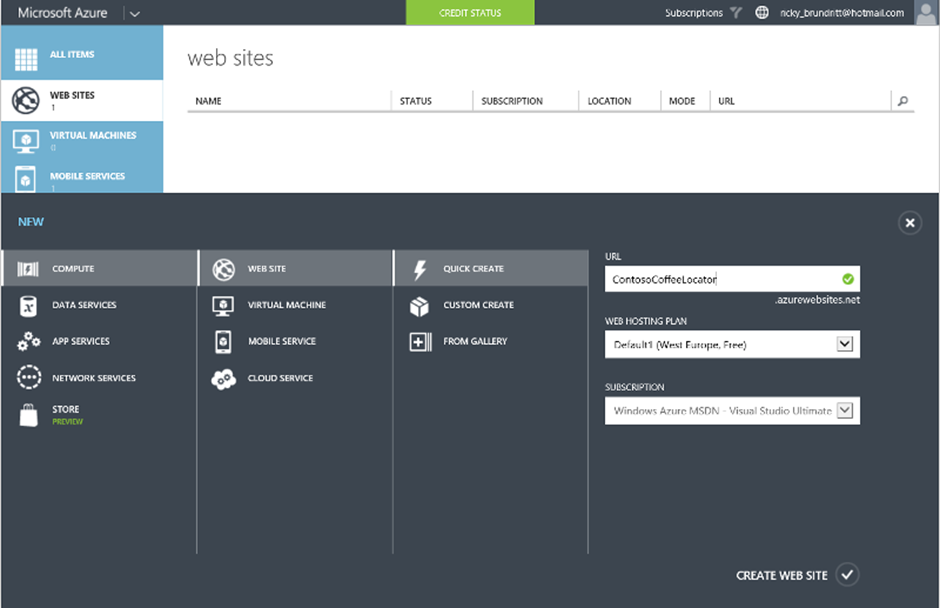 Microsoft Azure
CREDIT STATUS
Subscriptions
ricky_brundritt@hotmail.com
ALL ITEMS
WEB SITES
1
VIRTUAL MACHINES
0
MOBILE SERVICES
1
web sites
NAME STATUS SUBSCRIPTION LOCATION MODE URL
NEW
COMPUTE
DATA SERVICES
APP SERVICES
NETWORK SERVICES
STORE
PREVIEW
WEB SITE
VIRTUAL MACHINE
MOBILE SERVICE
CLOUD SERVICE
QUICK CREATE
CUSTOM CREATE
FROM GALLERY
URL
ContosoCoffeeLocator
.azurewebsites.net
WEB HOSTING PLAN
Default1 (West Europe, Free)
SUBSCRIPTION
Windows Azure MSDN - Visual Studio Ultimate
CREATE WEB SITE